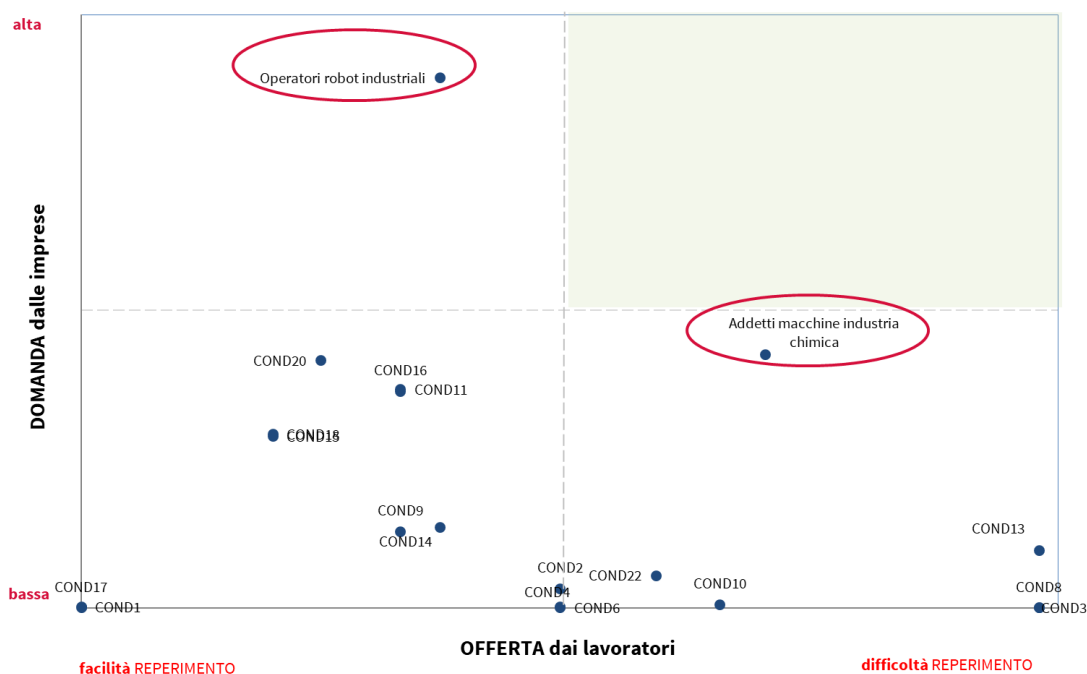 alta
Operatori robot industriali
DOMANDA dalle imprese
Addetti macchine industria
chimica
COND20
COND16
COND11
COND18
COND9
COND14
COND13
COND2
COND22
COND10
COND17
COND4
COND8
bassa
COND1
COND6
COND3
OFFERTA dai lavoratori
facilità REPERIMENTO
difficoltà REPERIMENTO